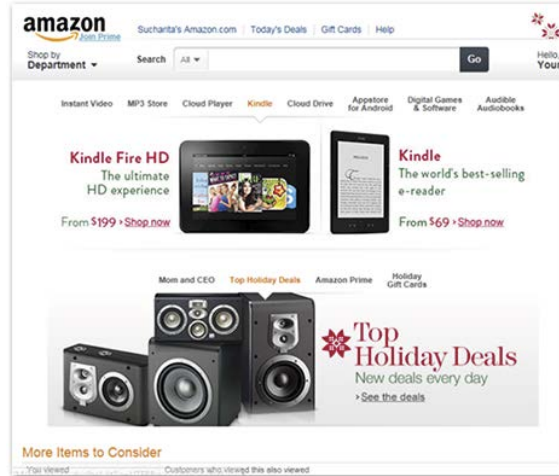 amazon
Join Prime
Sucharita's Amazon.com | Today's Deals | Gift Cards | Help
Shop by
Department
Search
All
Go
Hello,
Your
Instant Video
MP3 Store
Cloud Player
Kindle
Cloud Drive
Appstore
for Android
Digital Games
& Software
Audible
Audiobooks
Kindle Fire HD
The ultimate
HD experience
From $199 › Shop now
Kindle
The world's best-selling
e-reader
From $69 › Shop now
Mom and CEO
Top Holiday Deals
Amazon Prime
Holiday
Gift Cards
Top
Holiday Deals
New deals every day
› See the deals
More Items to Consider
You viewed
Customers who viewed this also viewed